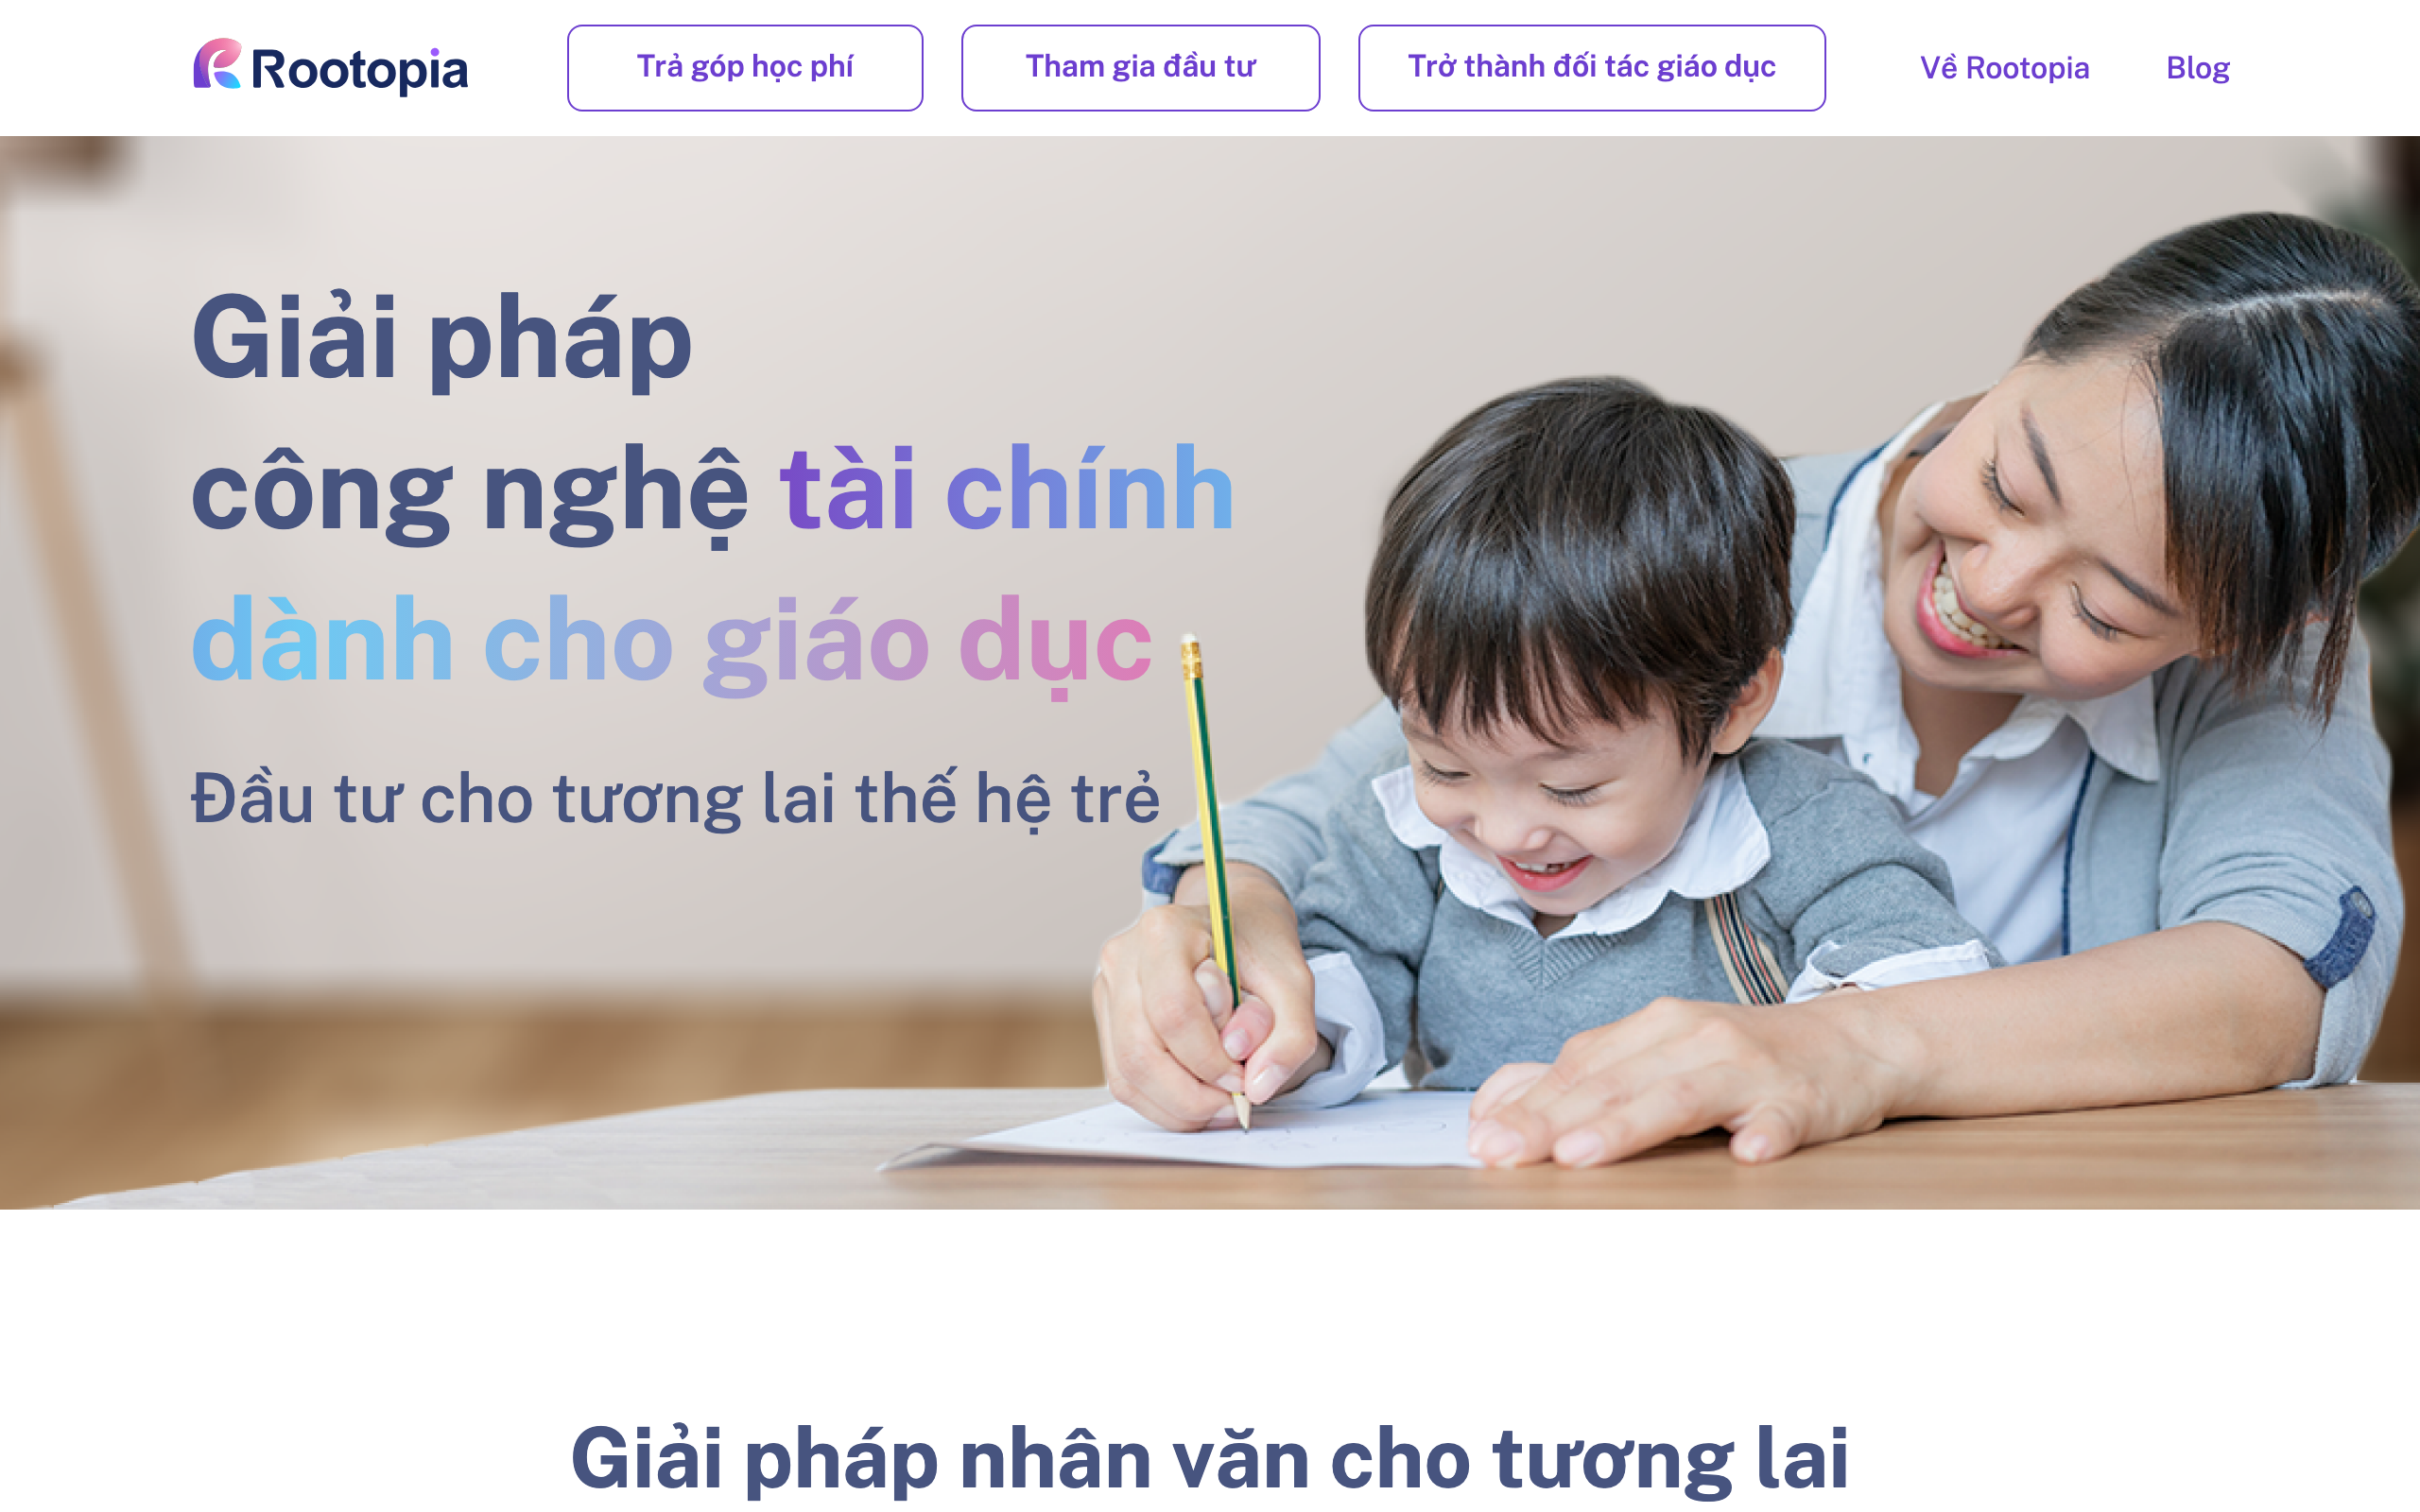 Rootopia
Trả góp học phí
Tham gia đầu tư
Trở thành đối tác giáo dục
Về Rootopia
Blog
Giải pháp
công nghệ tài chính
dành cho giáo dục
Đầu tư cho tương lai thế hệ trẻ
Giải pháp nhân văn cho tương lai